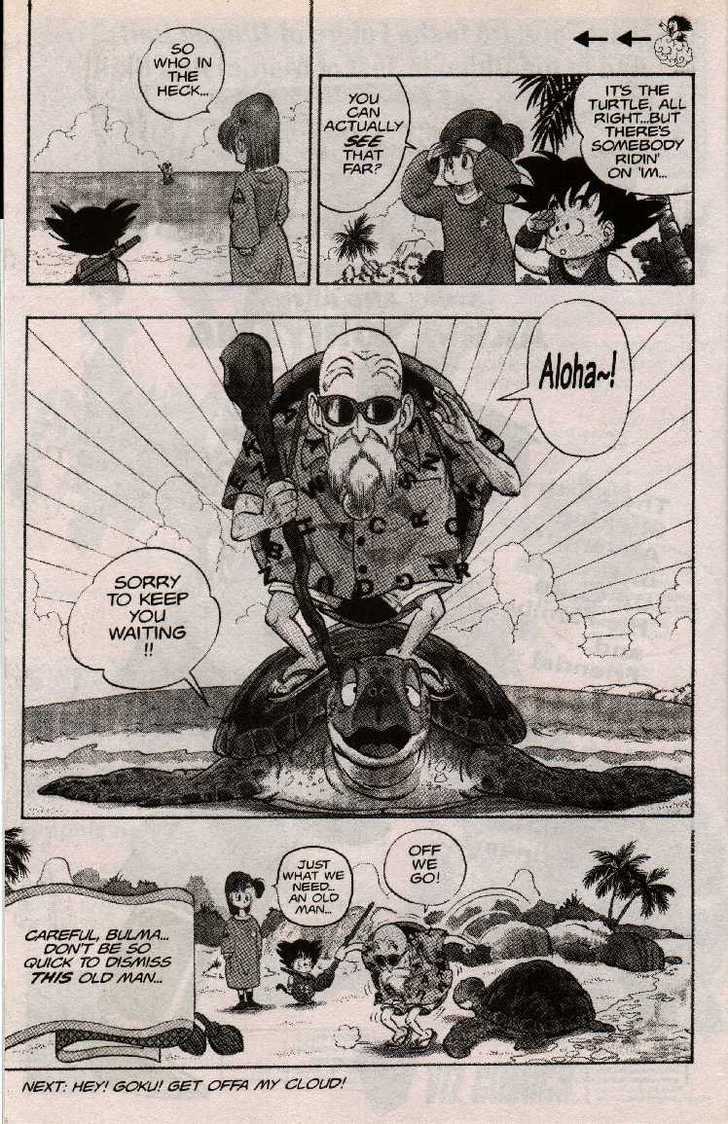 IT'S THE
TURTLE, ALL
RIGHT...BUT
THERE'S
SOMEBODY
RIDIN'
ON 'IM...
YOU
CAN
ACTUALLY
SEE
THAT
FAR?
SO
WHO IN
THE
HECK...
Aloha~!
SORRY
TO KEEP
YOU
WAITING
!!
OFF
WE
GO!
JUST
WHAT WE
NEED...
AN OLD
MAN...
CAREFUL, BULMA...
DON'T BE SO
QUICK TO DISMISS
THIS OLD MAN...
NEXT: HEY! GOKU! GET OFFA MY CLOUD!